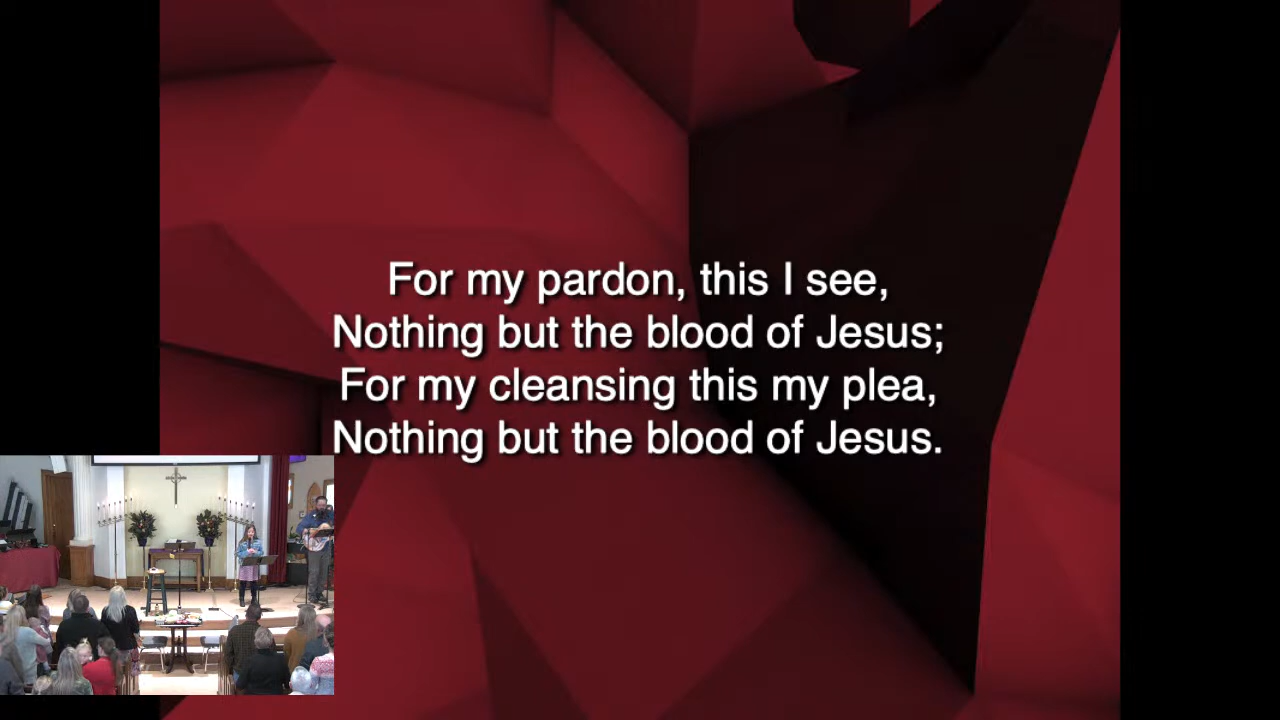 For my pardon, this I see,
Nothing but the blood of Jesus;
For my cleansing this my plea,
Nothing but the blood of Jesus.